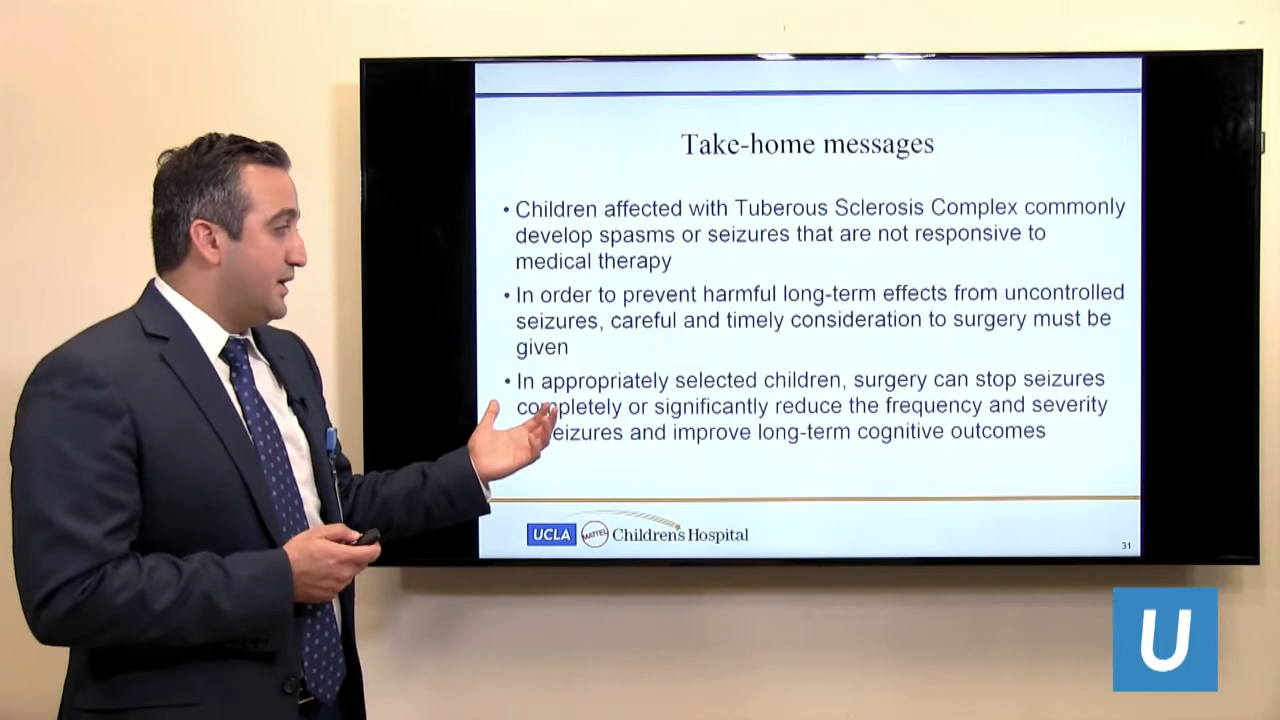 Take-home messages
• Children affected with Tuberous Sclerosis Complex commonly
develop spasms or seizures that are not responsive to
medical therapy
• In order to prevent harmful long-term effects from uncontrolled
seizures, careful and timely consideration to surgery must be
given
• In appropriately selected children, surgery can stop seizures
completely or significantly reduce the frequency and severity
seizures and improve long-term cognitive outcomes
UCLA MATTEL Children's Hospital
31
U